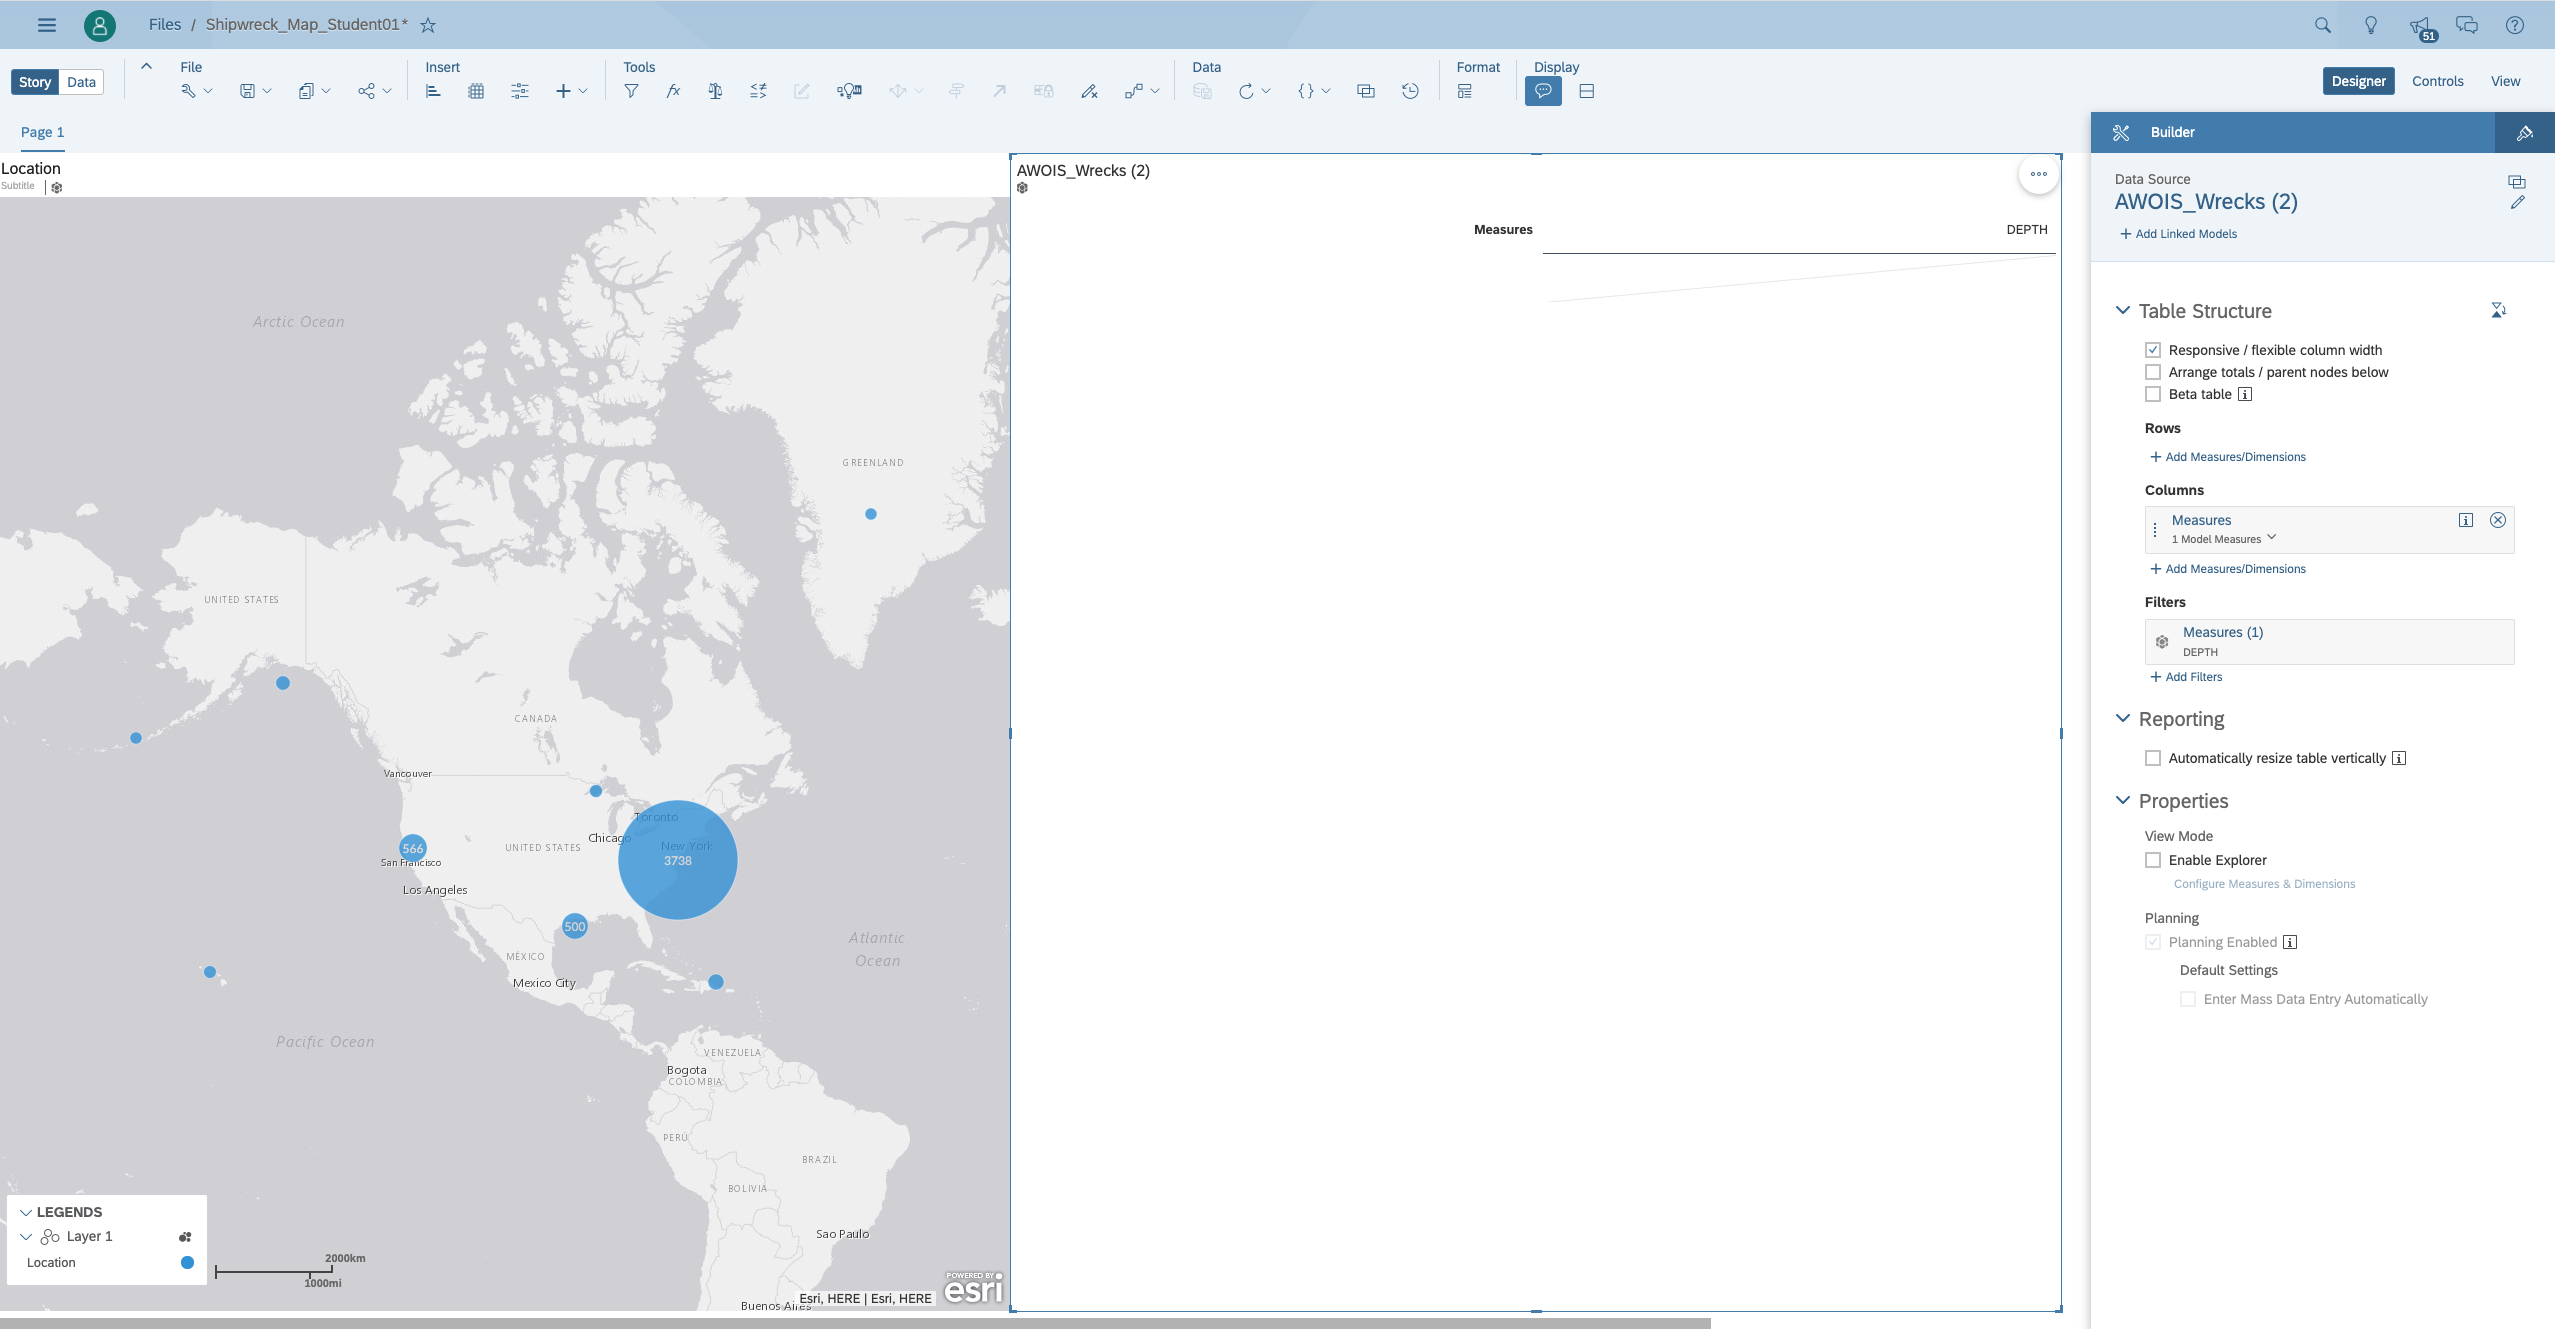 Files / Shipwreck_Map_Student01*
51
Story Data
File
Insert
Tools
Data
Format
Display
Designer Controls View
Page 1
Builder
Location
Subtitle
Arctic Ocean
GREENLAND
UNITED STATES
CANADA
Vancouver
Toronto
Chicago
New York
3738
566
UNITED STATES
San Francisco
Los Angeles
500
Atlantic
Ocean
MÉXICO
Mexico City
Pacific Ocean
VENEZUELA
Bogota
COLOMBIA
PERÚ
BRAZIL
BOLIVIA
Sao Paulo
Buenos Aires
LEGENDS
Layer 1
Location
2000km
1000mi
Esri, HERE | Esri, HERE
POWERED BY
esri
AWOIS_Wrecks (2)
Measures DEPTH
Data Source
AWOIS_Wrecks (2)
+ Add Linked Models
Table Structure
Responsive / flexible column width
Arrange totals / parent nodes below
Beta table
Rows
+ Add Measures/Dimensions
Columns
Measures
1 Model Measures
+ Add Measures/Dimensions
Filters
Measures (1)
DEPTH
+ Add Filters
Reporting
Automatically resize table vertically
Properties
View Mode
Enable Explorer
Configure Measures & Dimensions
Planning
Planning Enabled
Default Settings
Enter Mass Data Entry Automatically